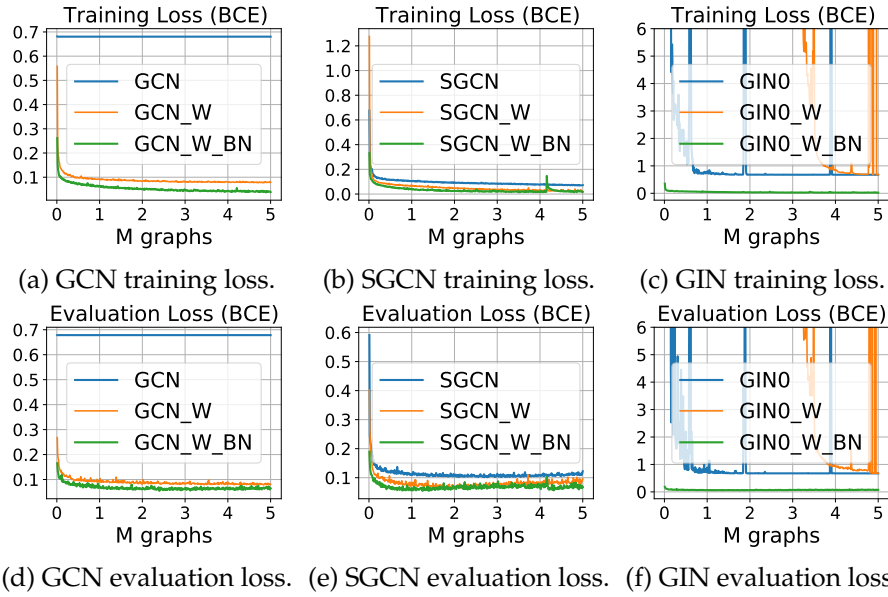 Training Loss (BCE) Training Loss (BCE) Training Loss (BCE)
0.7
0.6
0.5
0.4
0.3
0.2
0.1
GCN
GCN_W
GCN_W_BN
0 1 2 3 4 5
M graphs
1.2
1.0
0.8
0.6
0.4
0.2
0.0
SGCN
SGCN_W
SGCN_W_BN
0 1 2 3 4 5
M graphs
6
5
4
3
2
1
0
GIN0
GIN0_W
GIN0_W_BN
0 1 2 3 4 5
M graphs
(a) GCN training loss. (b) SGCN training loss. (c) GIN training loss.
Evaluation Loss (BCE) Evaluation Loss (BCE) Evaluation Loss (BCE)
0.7
0.6
0.5
0.4
0.3
0.2
0.1
GCN
GCN_W
GCN_W_BN
0 1 2 3 4 5
M graphs
0.6
0.5
0.4
0.3
0.2
0.1
SGCN
SGCN_W
SGCN_W_BN
0 1 2 3 4 5
M graphs
6
5
4
3
2
1
0
GIN0
GIN0_W
GIN0_W_BN
0 1 2 3 4 5
M graphs
(d) GCN evaluation loss. (e) SGCN evaluation loss. (f) GIN evaluation loss